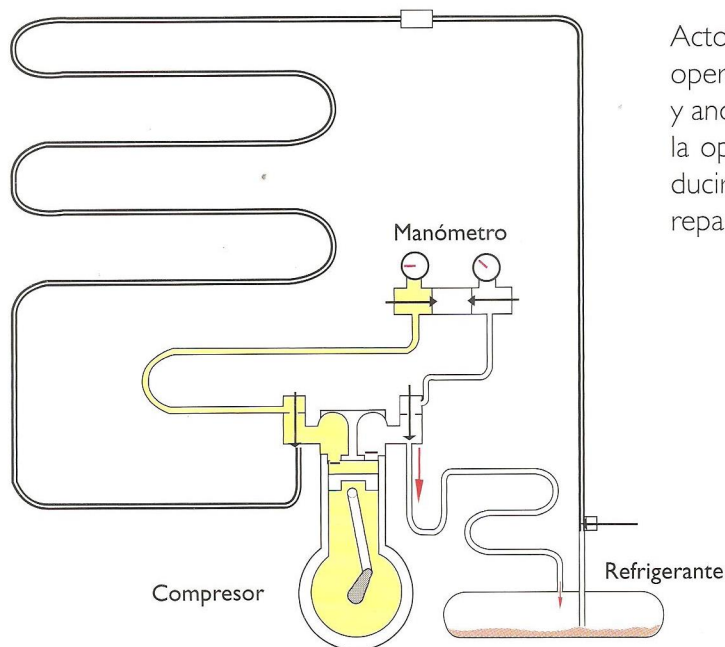 Acto
oper
y and
la op
ducir
repa
Manómetro
Compresor
Refrigerante